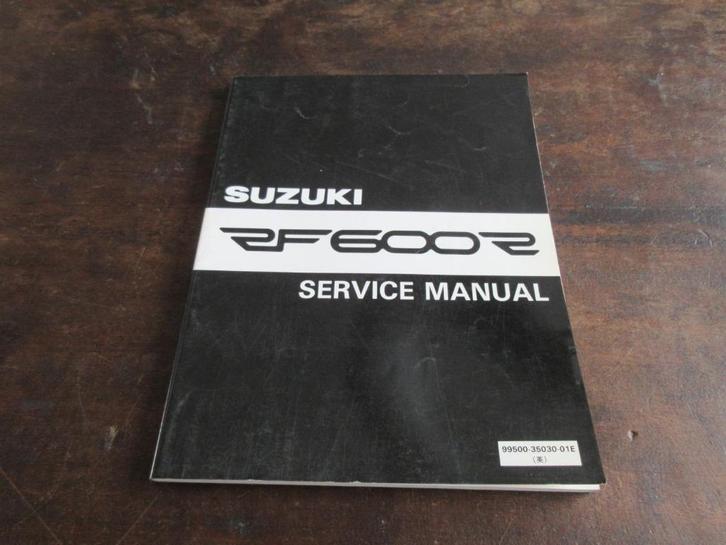 SUZUKI
RF600R
SERVICE MANUAL
99500-35030-01E
(英)